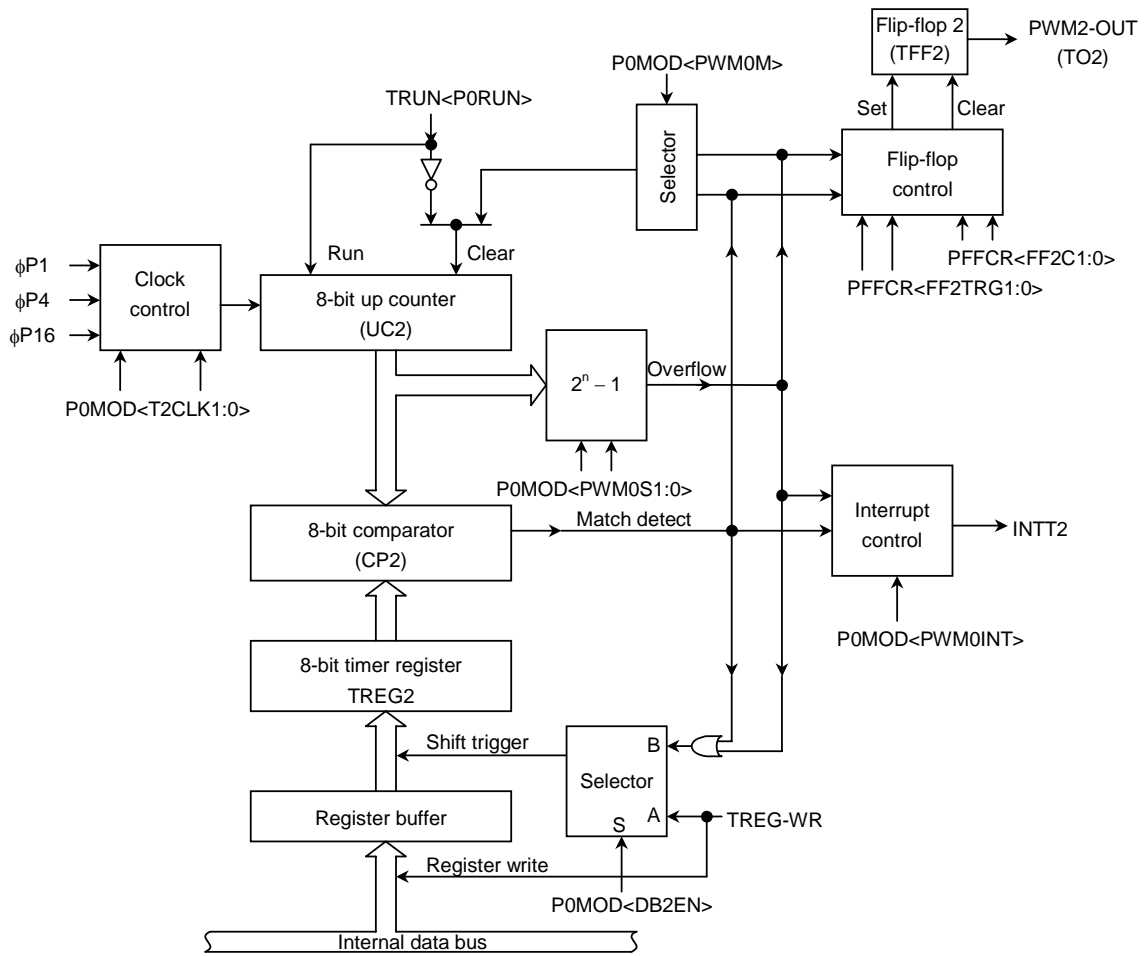 Flip-flop 2
(TFF2)
PWM2-OUT
(TO2)
P0MOD<PWM0M>
TRUN<P0RUN>
Set
Clear
Selector
Flip-flop
control
Run
Clear
PFFCR<FF2C1:0>
PFFCR<FF2TRG1:0>
ϕP1
ϕP4
ϕP16
Clock
control
8-bit up counter
(UC2)
P0MOD<T2CLK1:0>
2ⁿ – 1
Overflow
P0MOD<PWM0S1:0>
8-bit comparator
(CP2)
Match detect
Interrupt
control
INTT2
P0MOD<PWM0INT>
8-bit timer register
TREG2
Shift trigger
B
Selector
A
S
TREG-WR
Register buffer
Register write
P0MOD<DB2EN>
Internal data bus